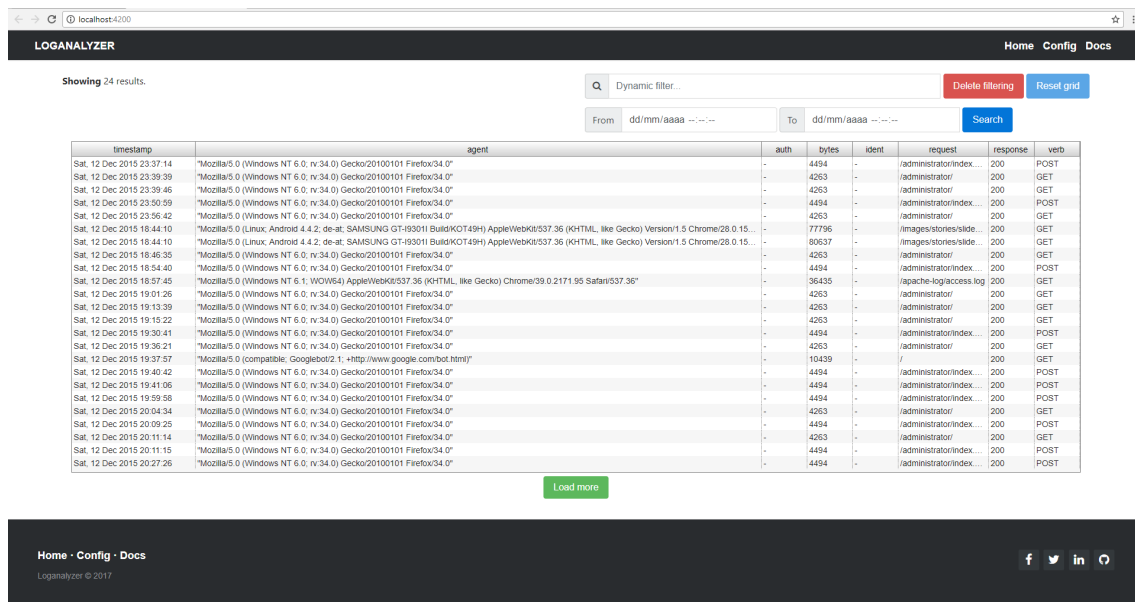 localhost:4200
LOGANALYZER Home Config Docs
Showing 24 results. Dynamic filter... Delete filtering Reset grid
From dd/mm/aaaa --:--:-- To dd/mm/aaaa --:--:-- Search
timestamp agent auth bytes ident request response verb
Sat, 12 Dec 2015 23:37:14 "Mozilla/5.0 (Windows NT 6.0; rv:34.0) Gecko/20100101 Firefox/34.0" - 4494 - /administrator/index.... 200 POST
Sat, 12 Dec 2015 23:39:39 "Mozilla/5.0 (Windows NT 6.0; rv:34.0) Gecko/20100101 Firefox/34.0" - 4263 - /administrator/ 200 GET
Sat, 12 Dec 2015 23:39:46 "Mozilla/5.0 (Windows NT 6.0; rv:34.0) Gecko/20100101 Firefox/34.0" - 4263 - /administrator/ 200 GET
Sat, 12 Dec 2015 23:50:59 "Mozilla/5.0 (Windows NT 6.0; rv:34.0) Gecko/20100101 Firefox/34.0" - 4494 - /administrator/index.... 200 POST
Sat, 12 Dec 2015 23:56:42 "Mozilla/5.0 (Windows NT 6.0; rv:34.0) Gecko/20100101 Firefox/34.0" - 4263 - /administrator/ 200 GET
Sat, 12 Dec 2015 18:44:10 "Mozilla/5.0 (Linux; Android 4.4.2; de-at; SAMSUNG GT-I9301I Build/KOT49H) AppleWebKit/537.36 (KHTML, like Gecko) Version/1.5 Chrome/28.0.15... - 77796 - /images/stories/slide... 200 GET
Sat, 12 Dec 2015 18:44:10 "Mozilla/5.0 (Linux; Android 4.4.2; de-at; SAMSUNG GT-I9301I Build/KOT49H) AppleWebKit/537.36 (KHTML, like Gecko) Version/1.5 Chrome/28.0.15... - 80637 - /images/stories/slide... 200 GET
Sat, 12 Dec 2015 18:46:35 "Mozilla/5.0 (Windows NT 6.0; rv:34.0) Gecko/20100101 Firefox/34.0" - 4263 - /administrator/ 200 GET
Sat, 12 Dec 2015 18:54:40 "Mozilla/5.0 (Windows NT 6.0; rv:34.0) Gecko/20100101 Firefox/34.0" - 4494 - /administrator/index.... 200 POST
Sat, 12 Dec 2015 18:57:45 "Mozilla/5.0 (Windows NT 6.1; WOW64) AppleWebKit/537.36 (KHTML, like Gecko) Chrome/39.0.2171.95 Safari/537.36" - 36435 - /apache-log/access.log 200 GET
Sat, 12 Dec 2015 19:01:26 "Mozilla/5.0 (Windows NT 6.0; rv:34.0) Gecko/20100101 Firefox/34.0" - 4263 - /administrator/ 200 GET
Sat, 12 Dec 2015 19:13:39 "Mozilla/5.0 (Windows NT 6.0; rv:34.0) Gecko/20100101 Firefox/34.0" - 4263 - /administrator/ 200 GET
Sat, 12 Dec 2015 19:15:22 "Mozilla/5.0 (Windows NT 6.0; rv:34.0) Gecko/20100101 Firefox/34.0" - 4263 - /administrator/ 200 GET
Sat, 12 Dec 2015 19:30:41 "Mozilla/5.0 (Windows NT 6.0; rv:34.0) Gecko/20100101 Firefox/34.0" - 4494 - /administrator/index.... 200 POST
Sat, 12 Dec 2015 19:36:21 "Mozilla/5.0 (Windows NT 6.0; rv:34.0) Gecko/20100101 Firefox/34.0" - 4263 - /administrator/ 200 GET
Sat, 12 Dec 2015 19:37:57 "Mozilla/5.0 (compatible; Googlebot/2.1; +http://www.google.com/bot.html)" - 10439 - / 200 GET
Sat, 12 Dec 2015 19:40:42 "Mozilla/5.0 (Windows NT 6.0; rv:34.0) Gecko/20100101 Firefox/34.0" - 4494 - /administrator/index.... 200 POST
Sat, 12 Dec 2015 19:41:06 "Mozilla/5.0 (Windows NT 6.0; rv:34.0) Gecko/20100101 Firefox/34.0" - 4494 - /administrator/index.... 200 POST
Sat, 12 Dec 2015 19:59:58 "Mozilla/5.0 (Windows NT 6.0; rv:34.0) Gecko/20100101 Firefox/34.0" - 4494 - /administrator/index.... 200 POST
Sat, 12 Dec 2015 20:04:34 "Mozilla/5.0 (Windows NT 6.0; rv:34.0) Gecko/20100101 Firefox/34.0" - 4263 - /administrator/ 200 GET
Sat, 12 Dec 2015 20:09:25 "Mozilla/5.0 (Windows NT 6.0; rv:34.0) Gecko/20100101 Firefox/34.0" - 4494 - /administrator/index.... 200 POST
Sat, 12 Dec 2015 20:11:14 "Mozilla/5.0 (Windows NT 6.0; rv:34.0) Gecko/20100101 Firefox/34.0" - 4263 - /administrator/ 200 GET
Sat, 12 Dec 2015 20:11:15 "Mozilla/5.0 (Windows NT 6.0; rv:34.0) Gecko/20100101 Firefox/34.0" - 4494 - /administrator/index.... 200 POST
Sat, 12 Dec 2015 20:27:26 "Mozilla/5.0 (Windows NT 6.0; rv:34.0) Gecko/20100101 Firefox/34.0" - 4494 - /administrator/index.... 200 POST
Load more
Home · Config · Docs
Loganalyzer © 2017